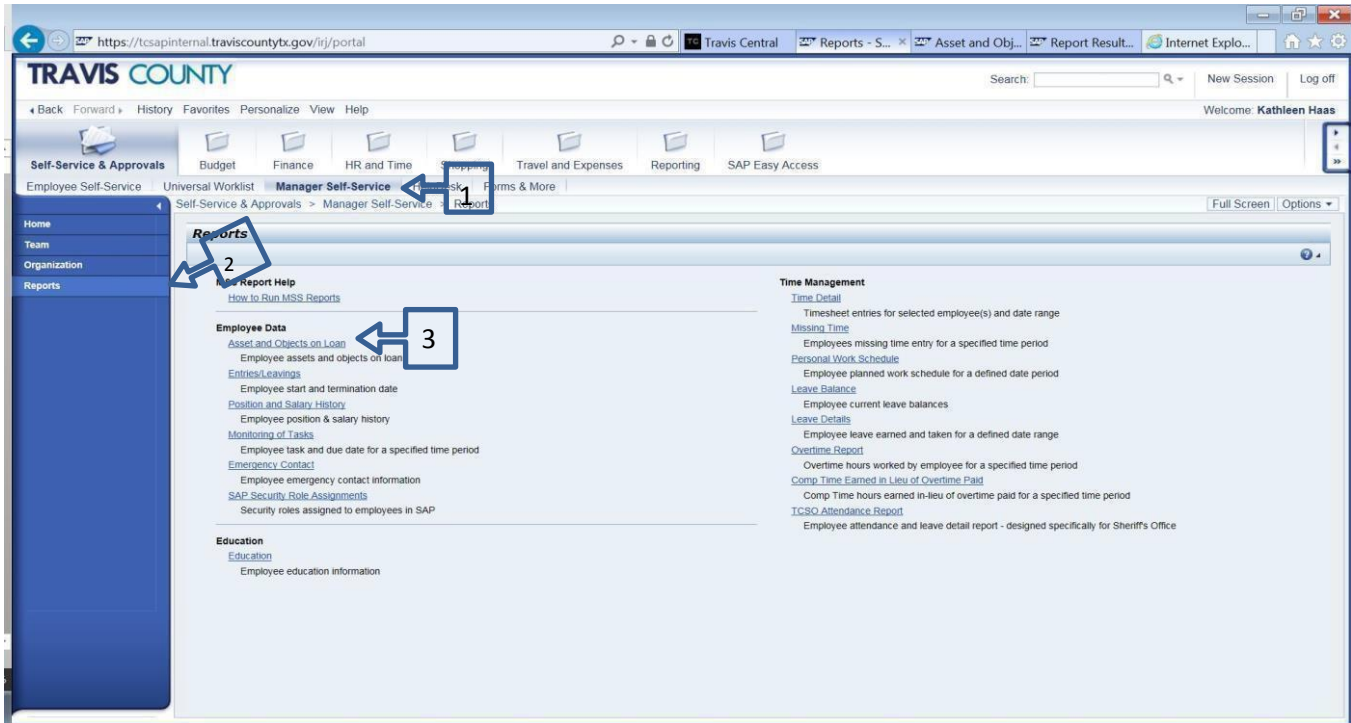 https://tcsapinternal.traviscountytx.gov/irj/portal
TC Travis Central
SAP Reports - S...
SAP Asset and Obj...
SAP Report Result...
Internet Explo...
TRAVIS COUNTY
Search:
New Session
Log off
Back Forward History Favorites Personalize View Help
Welcome: Kathleen Haas
Self-Service & Approvals
Budget
Finance
HR and Time
Shopping
Travel and Expenses
Reporting
SAP Easy Access
Employee Self-Service
Universal Worklist
Manager Self-Service
1
Forms & More
Self-Service & Approvals > Manager Self-Service > Reports
Full Screen
Options
Home
Team
Organization
Reports
2
Reports
MSS Report Help
How to Run MSS Reports
Employee Data
Asset and Objects on Loan
3
Employee assets and objects on loan
Entries/Leavings
Employee start and termination date
Position and Salary History
Employee position & salary history
Monitoring of Tasks
Employee task and due date for a specified time period
Emergency Contact
Employee emergency contact information
SAP Security Role Assignments
Security roles assigned to employees in SAP
Education
Education
Employee education information
Time Management
Time Detail
Timesheet entries for selected employee(s) and date range
Missing Time
Employees missing time entry for a specified time period
Personal Work Schedule
Employee planned work schedule for a defined date period
Leave Balance
Employee current leave balances
Leave Details
Employee leave earned and taken for a defined date range
Overtime Report
Overtime hours worked by employee for a specified time period
Comp Time Earned in Lieu of Overtime Paid
Comp Time hours earned in-lieu of overtime paid for a specified time period
TCSO Attendance Report
Employee attendance and leave detail report - designed specifically for Sheriff's Office